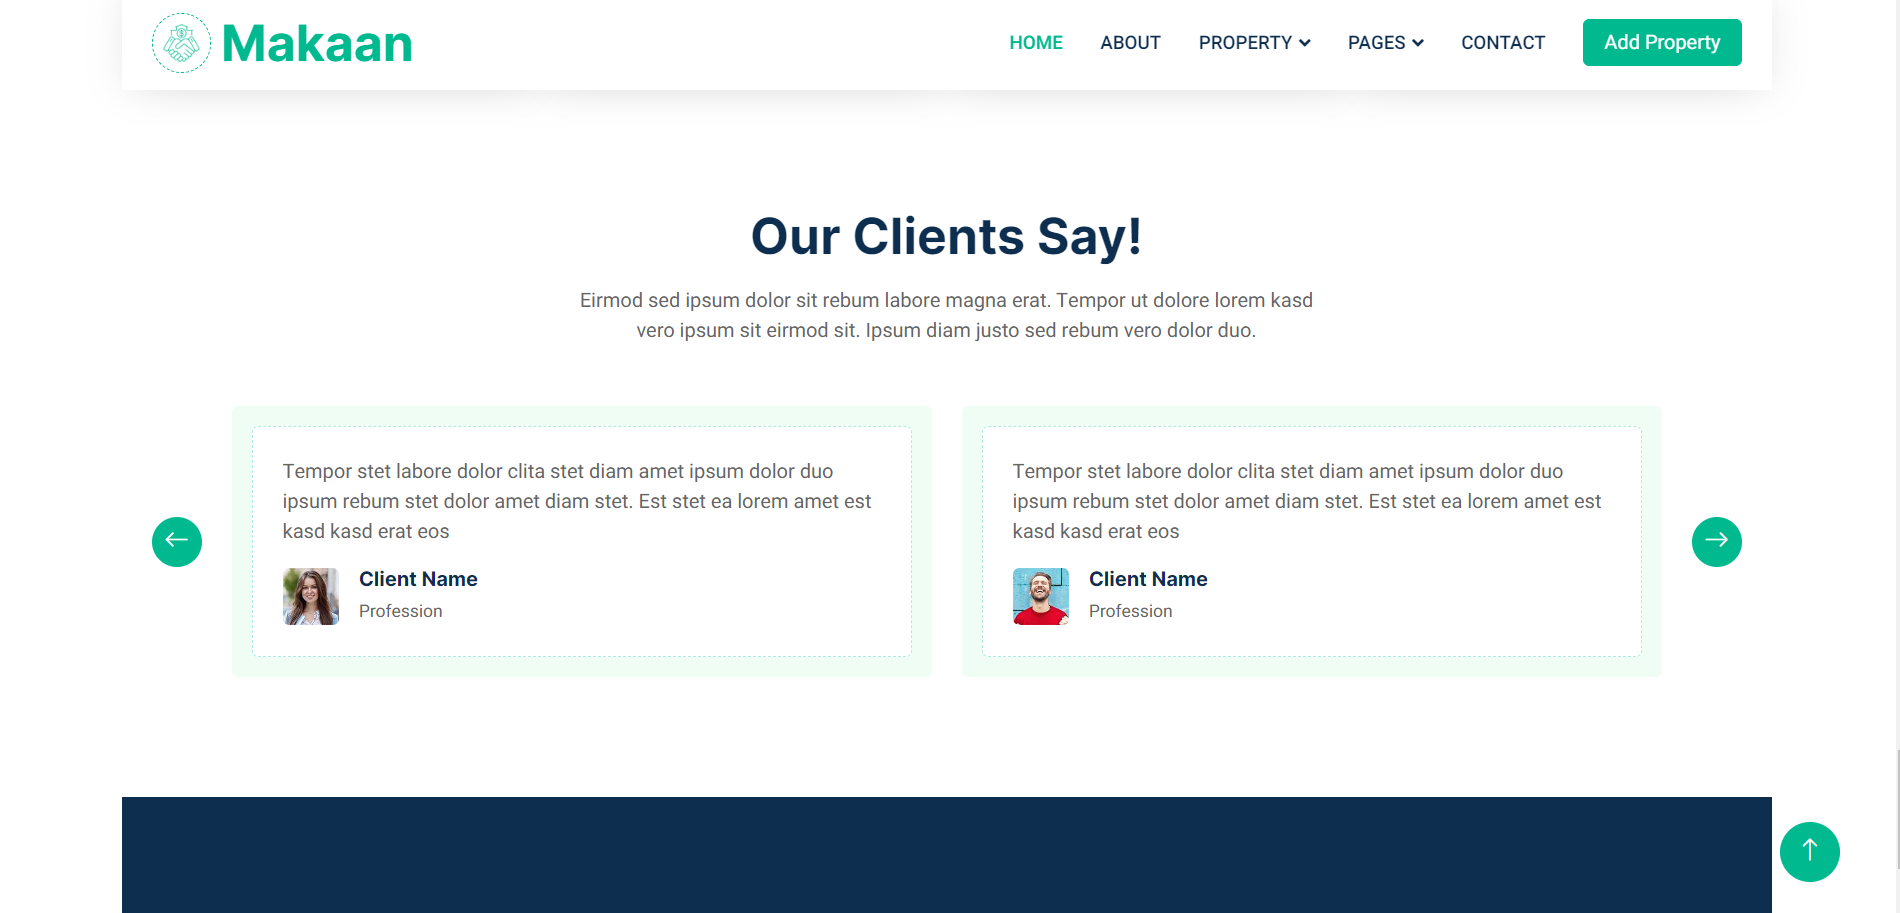 Makaan
HOME
ABOUT
PROPERTY
PAGES
CONTACT
Add Property
Our Clients Say!
Eirmod sed ipsum dolor sit rebum labore magna erat. Tempor ut dolore lorem kasd
vero ipsum sit eirmod sit. Ipsum diam justo sed rebum vero dolor duo.
Tempor stet labore dolor clita stet diam amet ipsum dolor duo
ipsum rebum stet dolor amet diam stet. Est stet ea lorem amet est
kasd kasd erat eos
Client Name
Profession
Tempor stet labore dolor clita stet diam amet ipsum dolor duo
ipsum rebum stet dolor amet diam stet. Est stet ea lorem amet est
kasd kasd erat eos
Client Name
Profession